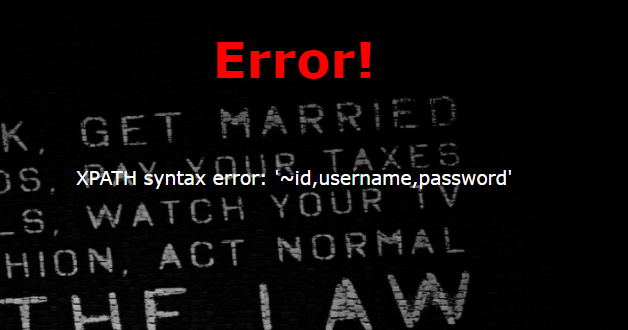 Error!
K, GET MARRIED
DS, PAY YOUR TAXES
XPATH syntax error: '~id,username,password'
LS, WATCH YOUR TV
HION, ACT NORMAL
THE LAW